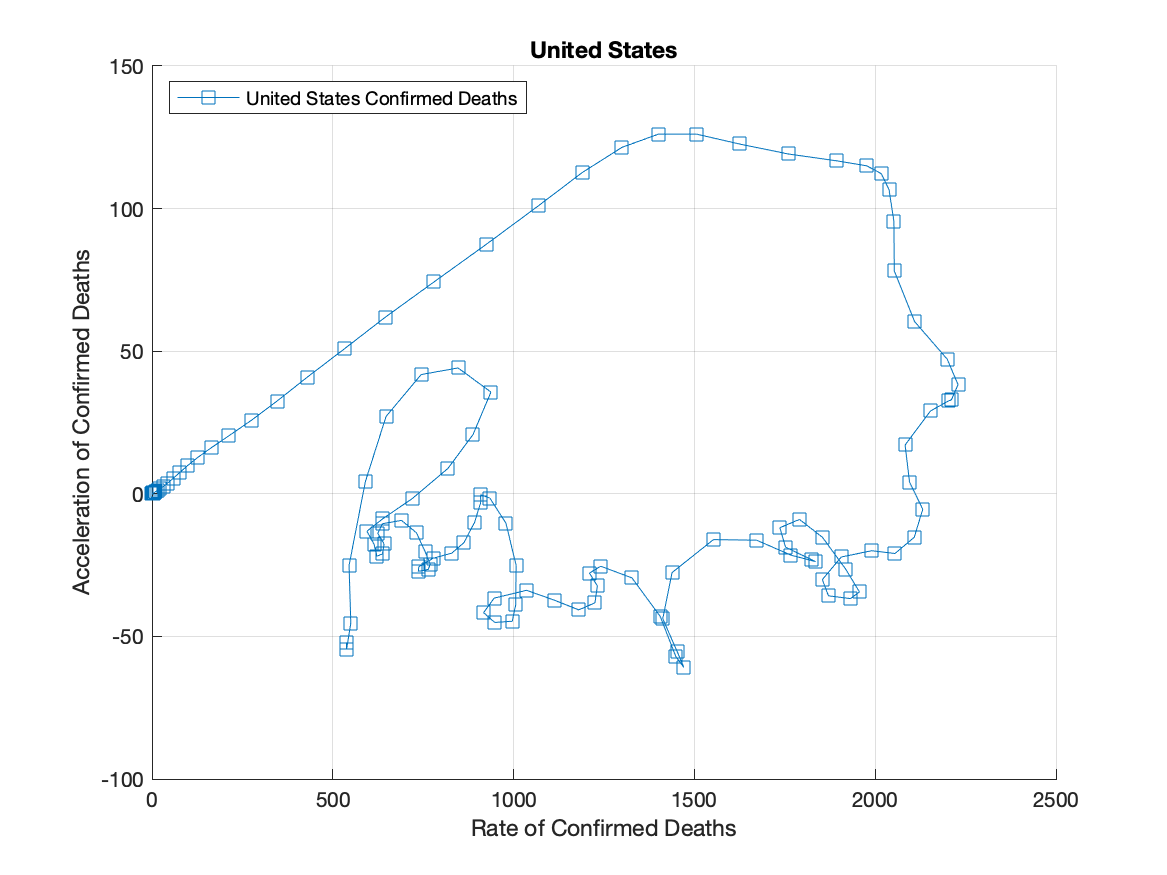 United States
150
United States Confirmed Deaths
100
50
0
-50
-100
Acceleration of Confirmed Deaths
0 500 1000 1500 2000 2500
Rate of Confirmed Deaths